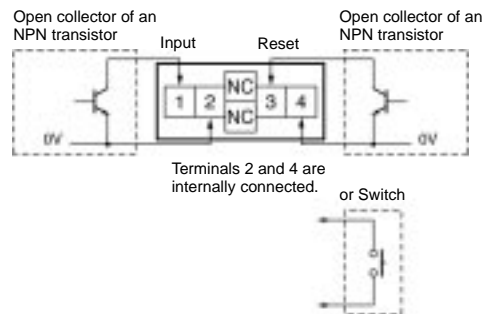 Open collector of an
NPN transistor
Open collector of an
NPN transistor
Input
Reset
NC
1 2
3 4
NC
0V
0V
Terminals 2 and 4 are
internally connected.
or Switch